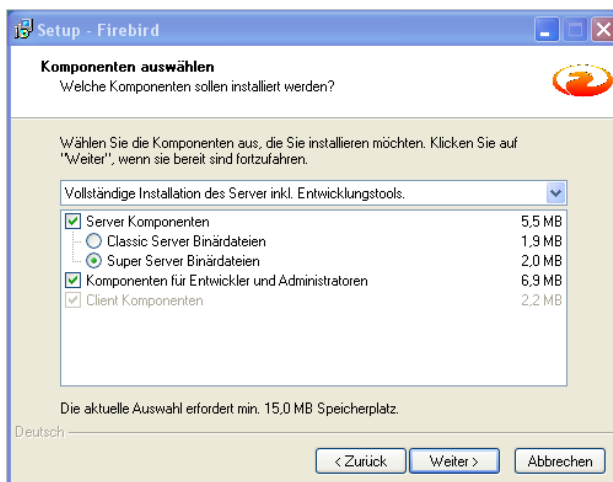 Setup - Firebird
Komponenten auswählen
Welche Komponenten sollen installiert werden?
Wählen Sie die Komponenten aus, die Sie installieren möchten. Klicken Sie auf
"Weiter", wenn sie bereit sind fortzufahren.
Vollständige Installation des Server inkl. Entwicklungstools.
Server Komponenten 5,5 MB
Classic Server Binärdateien 1,9 MB
Super Server Binärdateien 2,0 MB
Komponenten für Entwickler und Administratoren 6,9 MB
Client Komponenten 2,2 MB
Die aktuelle Auswahl erfordert min. 15,0 MB Speicherplatz.
Deutsch
< Zurück Weiter > Abbrechen